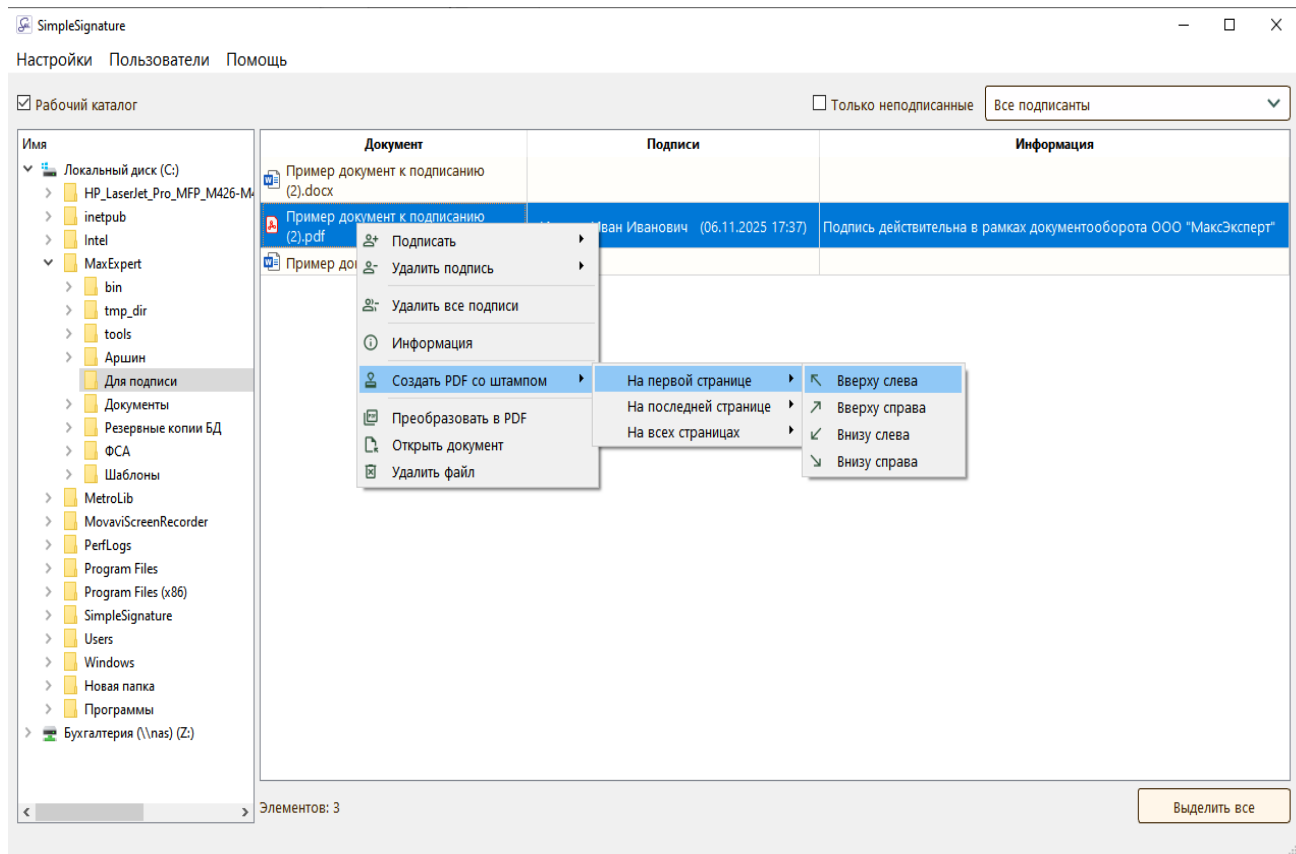 SimpleSignature
Настройки Пользователи Помощь
Рабочий каталог
Только неподписанные
Все подписанты
Имя
Локальный диск (C:)
HP_LaserJet_Pro_MFP_M426-M4
inetpub
Intel
MaxExpert
bin
tmp_dir
tools
Аршин
Для подписи
Документы
Резервные копии БД
ФСА
Шаблоны
MetroLib
MovaviScreenRecorder
PerfLogs
Program Files
Program Files (x86)
SimpleSignature
Users
Windows
Новая папка
Программы
Бухгалтерия (\\nas) (Z:)
Документ Подписи Информация
Пример документ к подписанию
(2).docx
Пример документ к подписанию
(2).pdf
Иван Иванович (06.11.2025 17:37)
Подпись действительна в рамках документооборота ООО "МаксЭксперт"
Пример
Подписать
Удалить подпись
Удалить все подписи
Информация
Создать PDF со штампом
Преобразовать в PDF
Открыть документ
Удалить файл
На первой странице
На последней странице
На всех страницах
Вверху слева
Вверху справа
Внизу слева
Внизу справа
Элементов: 3
Выделить все